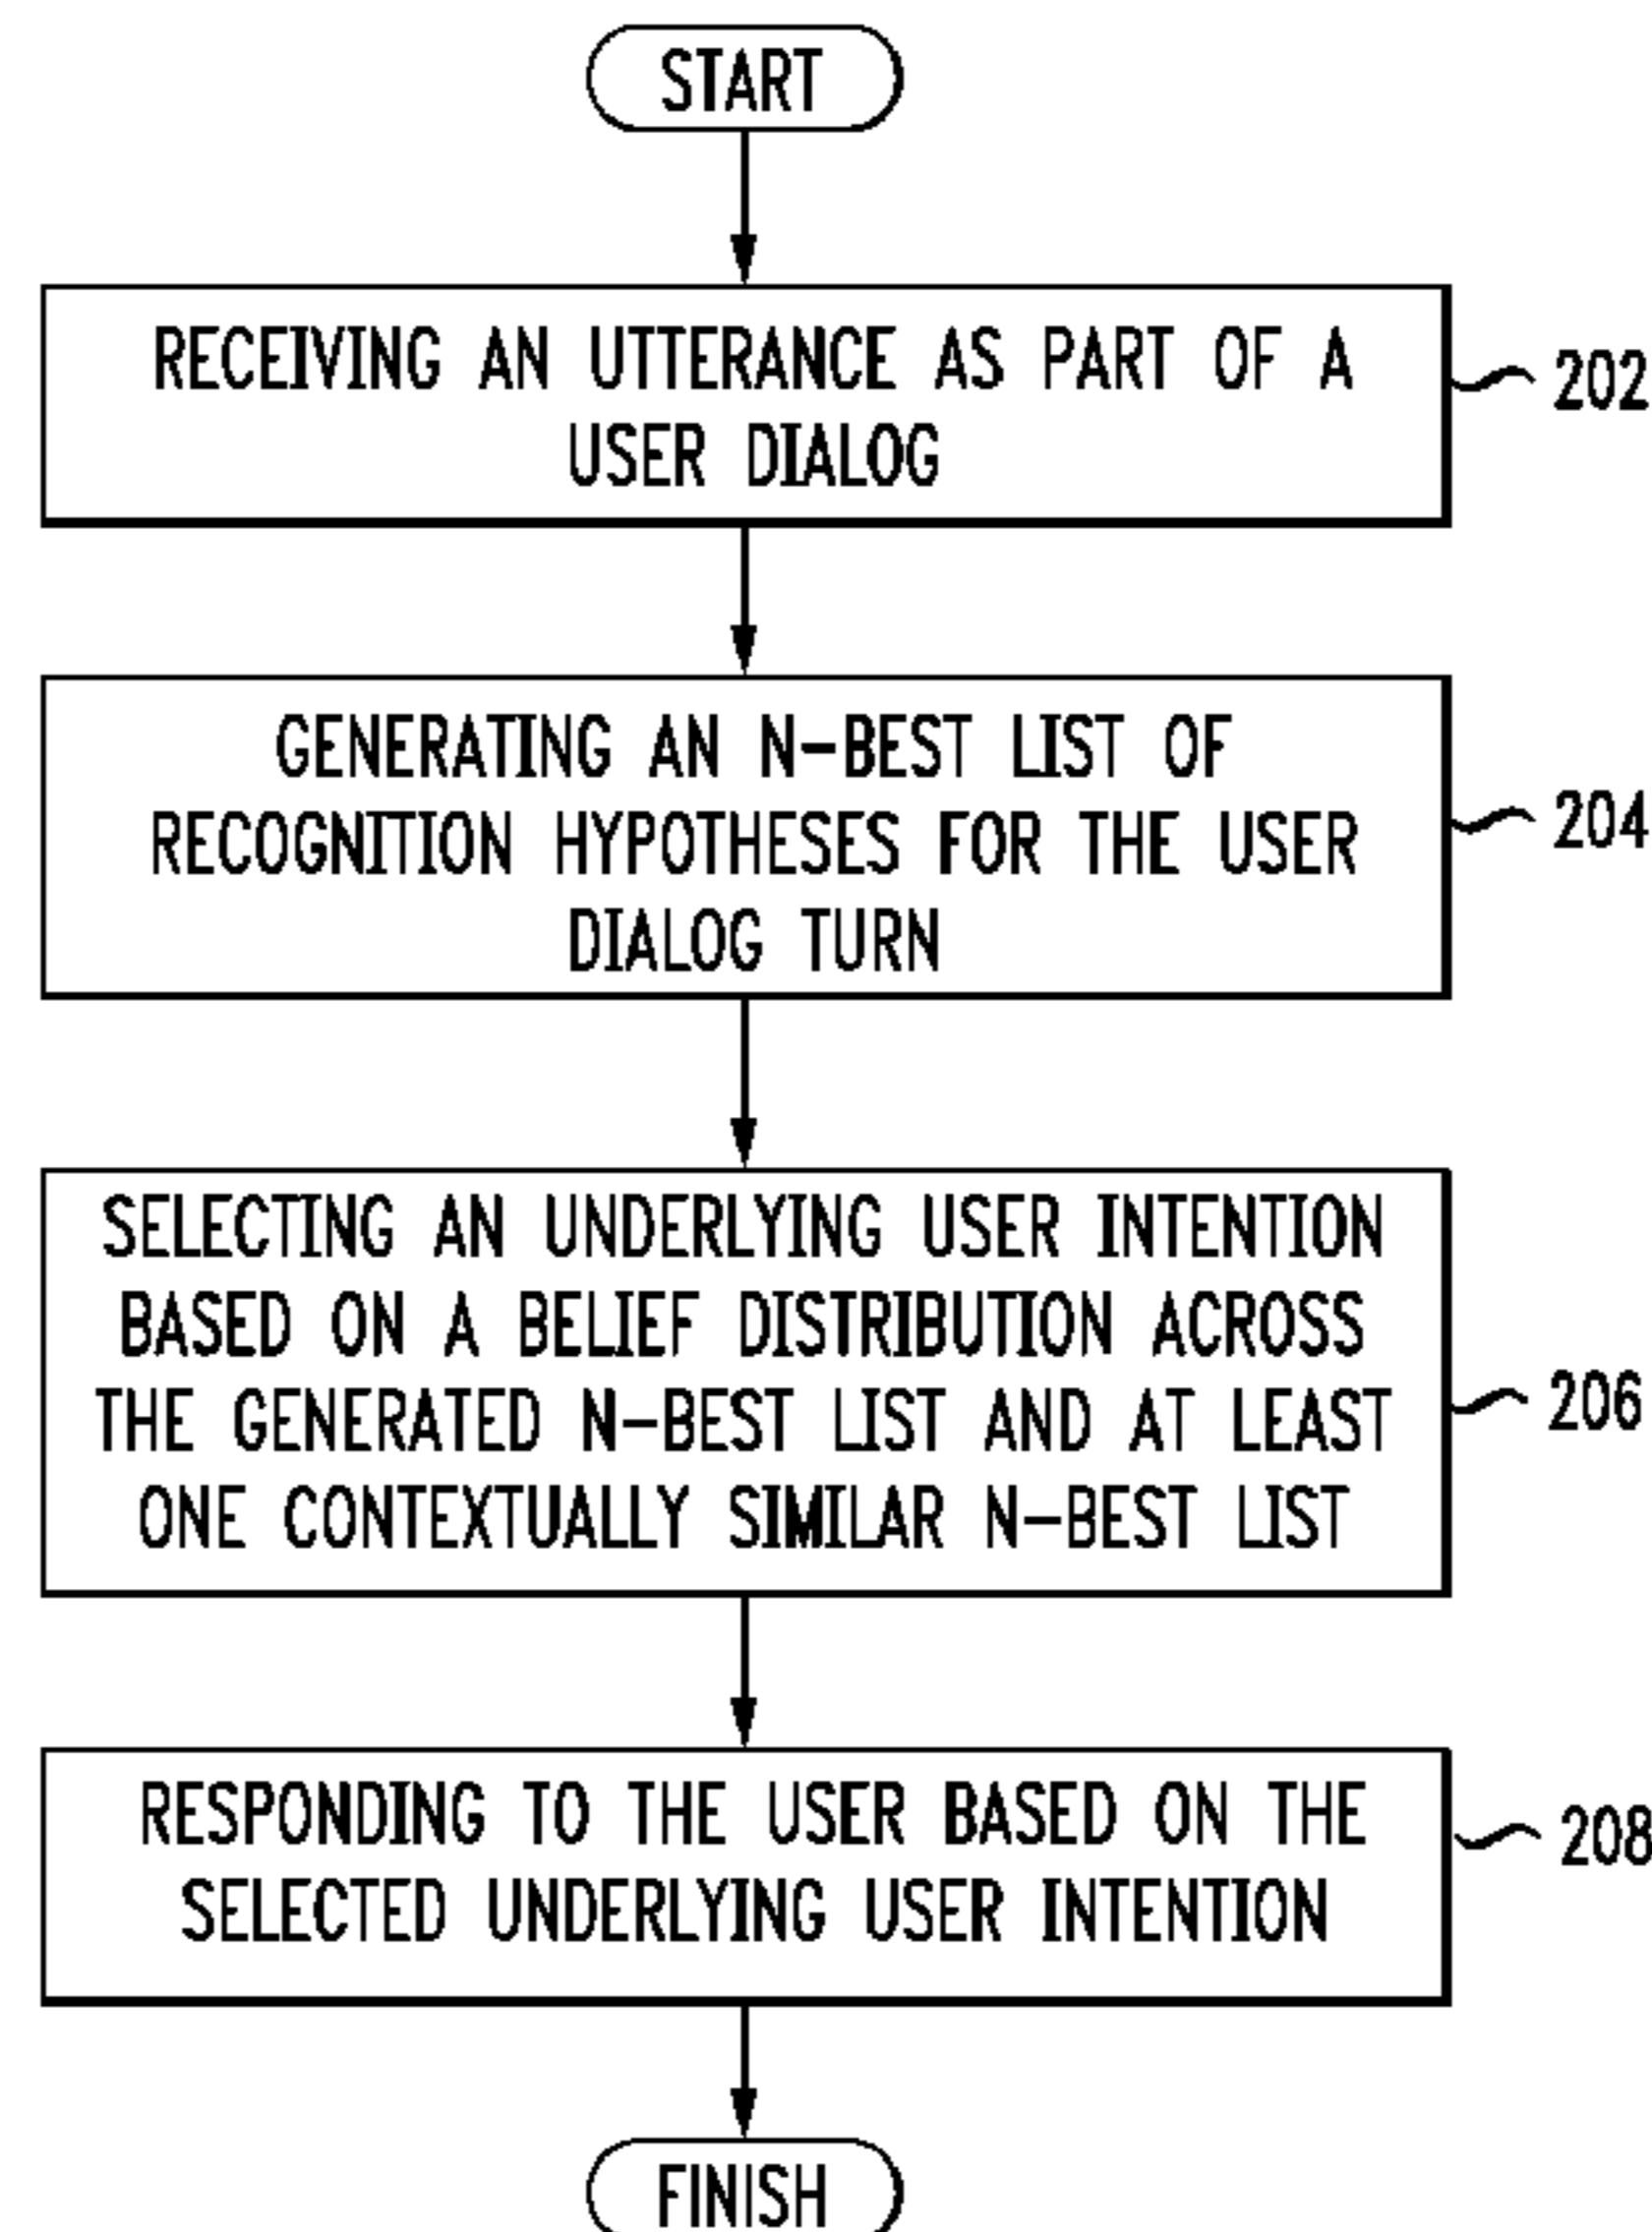 START
RECEIVING AN UTTERANCE AS PART OF A
USER DIALOG
202
GENERATING AN N-BEST LIST OF
RECOGNITION HYPOTHESES FOR THE USER
DIALOG TURN
204
SELECTING AN UNDERLYING USER INTENTION
BASED ON A BELIEF DISTRIBUTION ACROSS
THE GENERATED N-BEST LIST AND AT LEAST
ONE CONTEXTUALLY SIMILAR N-BEST LIST
206
RESPONDING TO THE USER BASED ON THE
SELECTED UNDERLYING USER INTENTION
208
FINISH